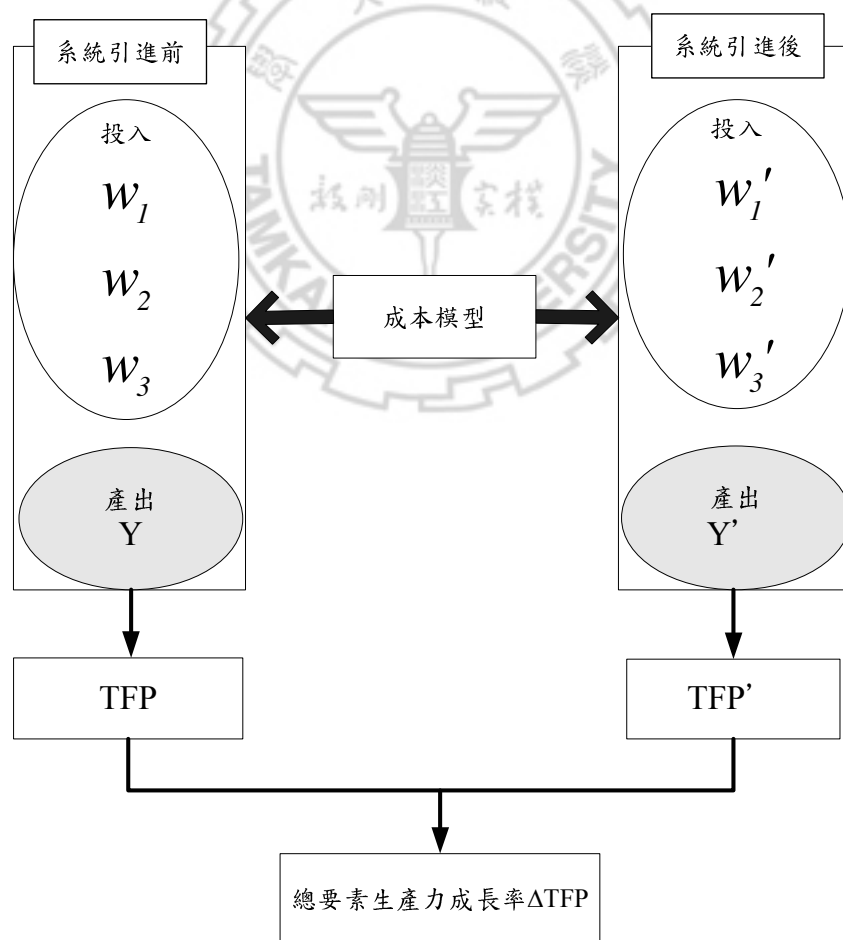 系統引進前
系統引進後
投入
w₁
w₂
w₃
投入
w₁'
w₂'
w₃'
成本模型
產出
Y
產出
Y’
TFP
TFP’
總要素生產力成長率ΔTFP